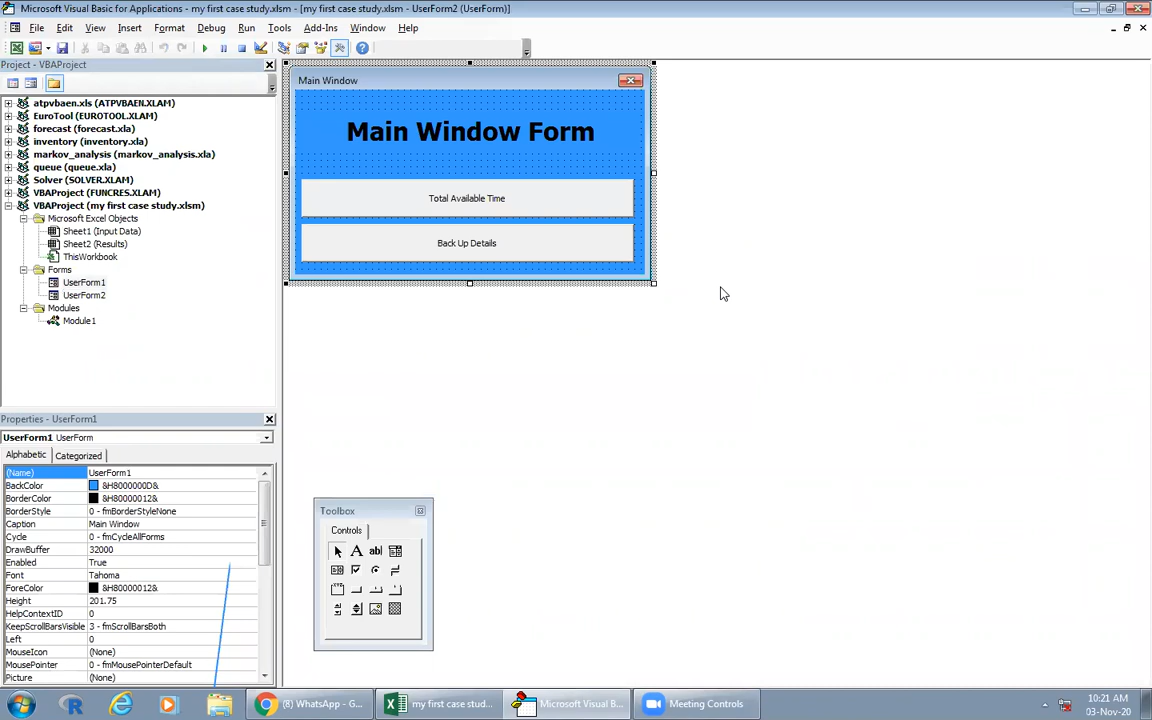 Microsoft Visual Basic for Applications - my first case study.xlsm - [my first case study.xlsm - UserForm2 (UserForm)]
File Edit View Insert Format Debug Run Tools Add-Ins Window Help
Project - VBAProject
atpvbaen.xls (ATPVBAEN.XLAM)
EuroTool (EUROTOOL.XLAM)
forecast (forecast.xla)
inventory (inventory.xla)
markov_analysis (markov_analysis.xla)
queue (queue.xla)
Solver (SOLVER.XLAM)
VBAProject (FUNCRES.XLAM)
VBAProject (my first case study.xlsm)
Microsoft Excel Objects
Sheet1 (Input Data)
Sheet2 (Results)
ThisWorkbook
Forms
UserForm1
UserForm2
Modules
Module1
Main Window
Main Window Form
Total Available Time
Back Up Details
Properties - UserForm1
UserForm1 UserForm
Alphabetic Categorized
(Name) UserForm1
BackColor &H8000000D&
BorderColor &H80000012&
BorderStyle 0 - fmBorderStyleNone
Caption Main Window
Cycle 0 - fmCycleAllForms
DrawBuffer 32000
Enabled True
Font Tahoma
ForeColor &H80000012&
Height 201.75
HelpContextID 0
KeepScrollBarsVisible 3 - fmScrollBarsBoth
Left 0
MouseIcon (None)
MousePointer 0 - fmMousePointerDefault
Picture (None)
Toolbox
Controls
A abl
(8) WhatsApp - G...
my first case stud...
Microsoft Visual B...
Meeting Controls
10:21 AM
03-Nov-20